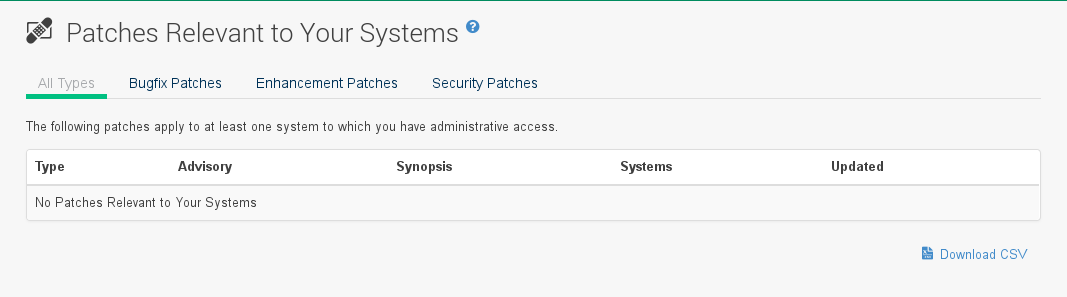 Patches Relevant to Your Systems ?
All Types Bugfix Patches Enhancement Patches Security Patches
The following patches apply to at least one system to which you have administrative access.
Type Advisory Synopsis Systems Updated
No Patches Relevant to Your Systems
Download CSV